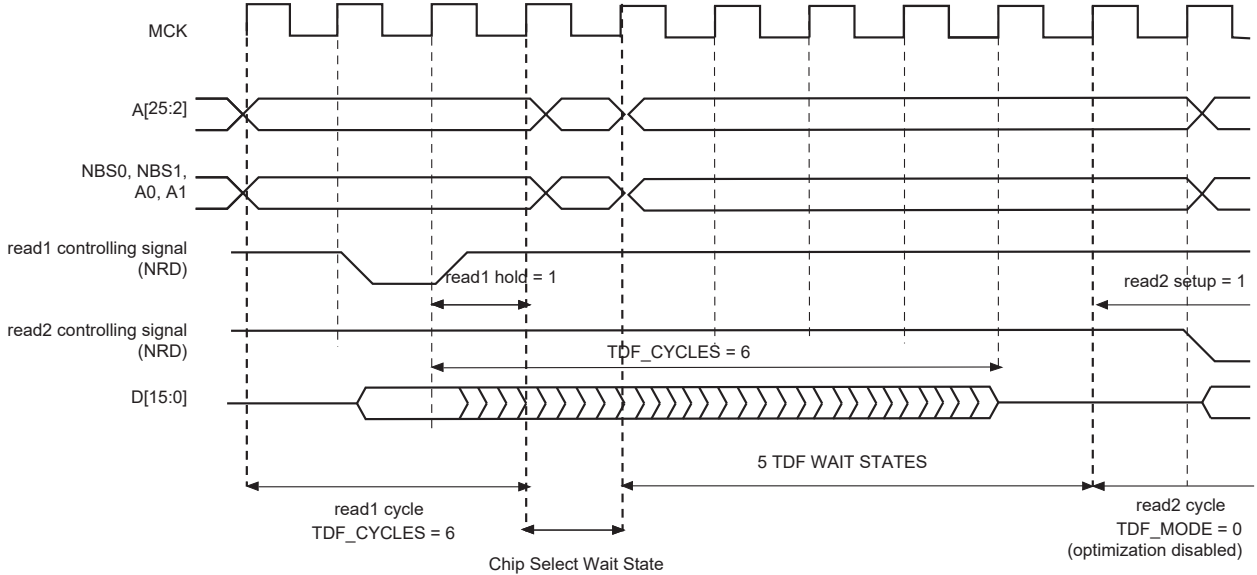 MCK
A[25:2]
NBS0, NBS1,
A0, A1
read1 controlling signal
(NRD)
read1 hold = 1
read2 setup = 1
read2 controlling signal
(NRD)
TDF_CYCLES = 6
D[15:0]
5 TDF WAIT STATES
read1 cycle
TDF_CYCLES = 6
Chip Select Wait State
read2 cycle
TDF_MODE = 0
(optimization disabled)